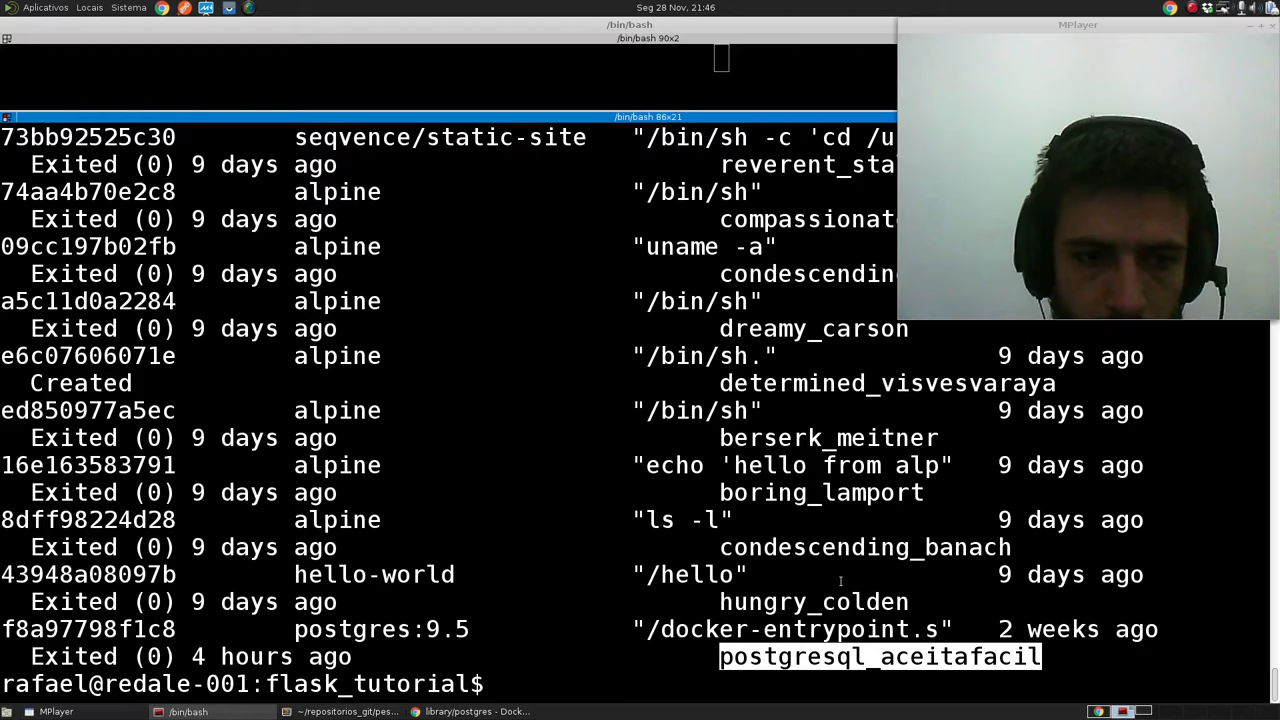 Aplicativos Locais Sistema Seg 28 Nov, 21:46
/bin/bash
MPlayer
/bin/bash 90x2
/bin/bash 86x21
73bb92525c30 seqvence/static-site "/bin/sh -c 'cd /u
Exited (0) 9 days ago reverent_sta
74aa4b70e2c8 alpine "/bin/sh"
Exited (0) 9 days ago compassionat
09cc197b02fb alpine "uname -a"
Exited (0) 9 days ago condescending
a5c11d0a2284 alpine "/bin/sh"
Exited (0) 9 days ago dreamy_carson
e6c07606071e alpine "/bin/sh." 9 days ago
Created determined_visvesvaraya
ed850977a5ec alpine "/bin/sh" 9 days ago
Exited (0) 9 days ago berserk_meitner
16e163583791 alpine "echo 'hello from alp" 9 days ago
Exited (0) 9 days ago boring_lamport
8dff98224d28 alpine "ls -l" 9 days ago
Exited (0) 9 days ago condescending_banach
43948a08097b hello-world "/hello" 9 days ago
Exited (0) 9 days ago hungry_colden
f8a97798f1c8 postgres:9.5 "/docker-entrypoint.s" 2 weeks ago
Exited (0) 4 hours ago postgresql_aceitafacil
rafael@redale-001:flask_tutorial$
MPlayer /bin/bash ~/repositorios_git/pes... library/postgres - Dock...